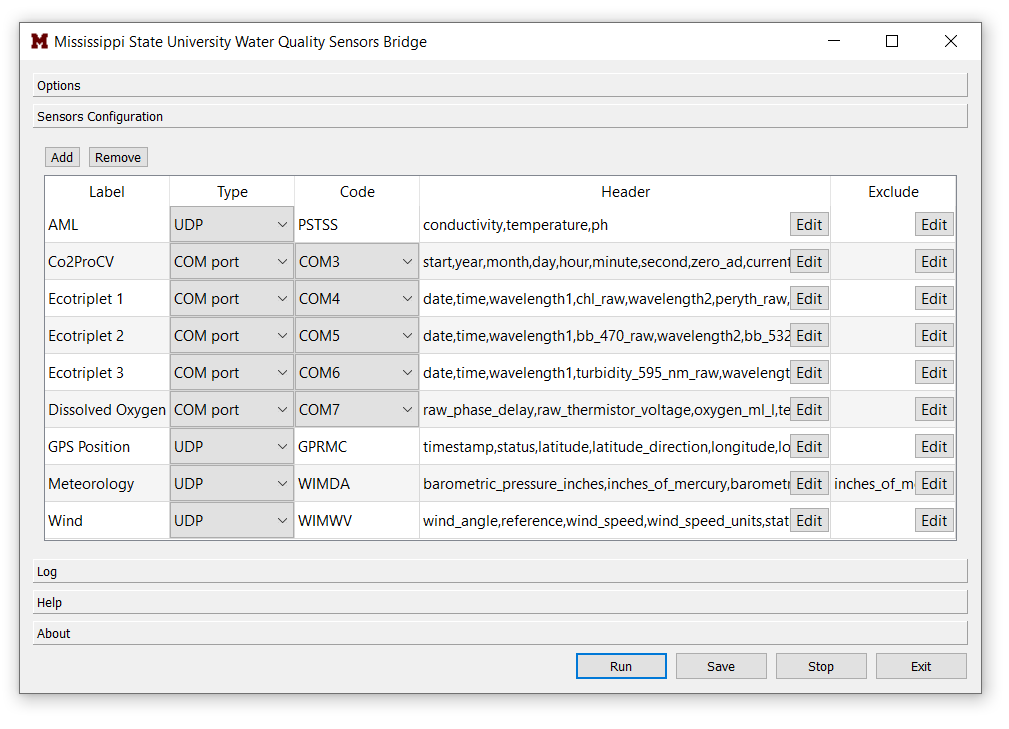 M Mississippi State University Water Quality Sensors Bridge
Options
Sensors Configuration
Add Remove
Label Type Code Header Exclude
AML UDP PSTSS conductivity,temperature,ph Edit Edit
Co2ProCV COM port COM3 start,year,month,day,hour,minute,second,zero_ad,current Edit Edit
Ecotriplet 1 COM port COM4 date,time,wavelength1,chl_raw,wavelength2,peryth_raw, Edit Edit
Ecotriplet 2 COM port COM5 date,time,wavelength1,bb_470_raw,wavelength2,bb_532 Edit Edit
Ecotriplet 3 COM port COM6 date,time,wavelength1,turbidity_595_nm_raw,wavelengt Edit Edit
Dissolved Oxygen COM port COM7 raw_phase_delay,raw_thermistor_voltage,oxygen_ml_l,te Edit Edit
GPS Position UDP GPRMC timestamp,status,latitude,latitude_direction,longitude,lo Edit Edit
Meteorology UDP WIMDA barometric_pressure_inches,inches_of_mercury,barometr Edit inches_of_m Edit
Wind UDP WIMWV wind_angle,reference,wind_speed,wind_speed_units,stat Edit Edit
Log
Help
About
Run Save Stop Exit